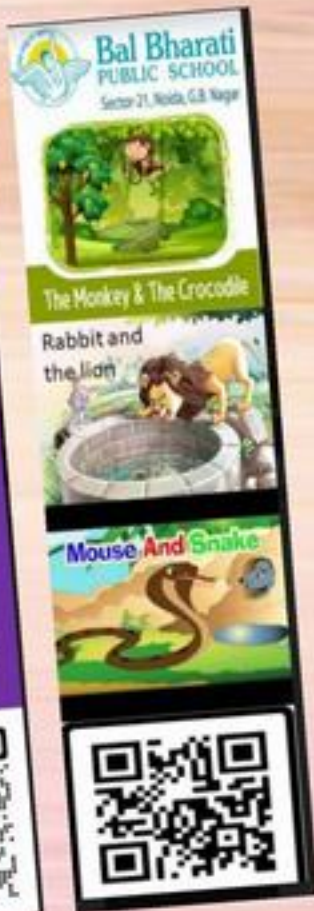 Bal Bharati
PUBLIC SCHOOL
Sector-21, Noida, G.B. Nagar
The Monkey & The Crocodile
Rabbit and
the lion
Mouse And Snake